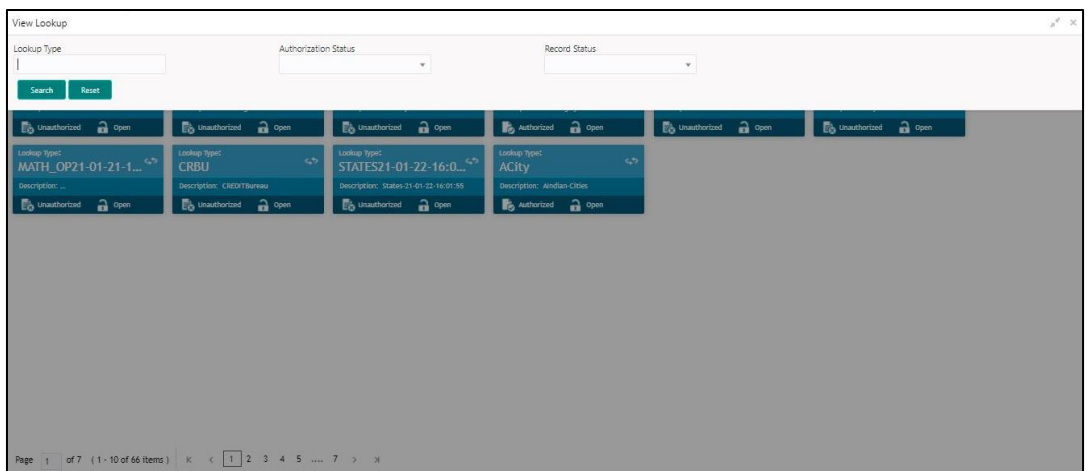 View Lookup
Lookup Type Authorization Status Record Status
Search Reset
Unauthorized Open Unauthorized Open Unauthorized Open Authorized Open Unauthorized Open Unauthorized Open
Lookup Type: Lookup Type: Lookup Type: Lookup Type:
MATH_OP21-01-21-1... CRBU STATES21-01-22-16:0... ACity
Description: ... Description: CREDITBureau Description: States-21-01-22-16:01:55 Description: Aindian-Cities
Unauthorized Open Unauthorized Open Unauthorized Open Authorized Open
Page 1 of 7 ( 1 - 10 of 66 items ) 1 2 3 4 5 .... 7